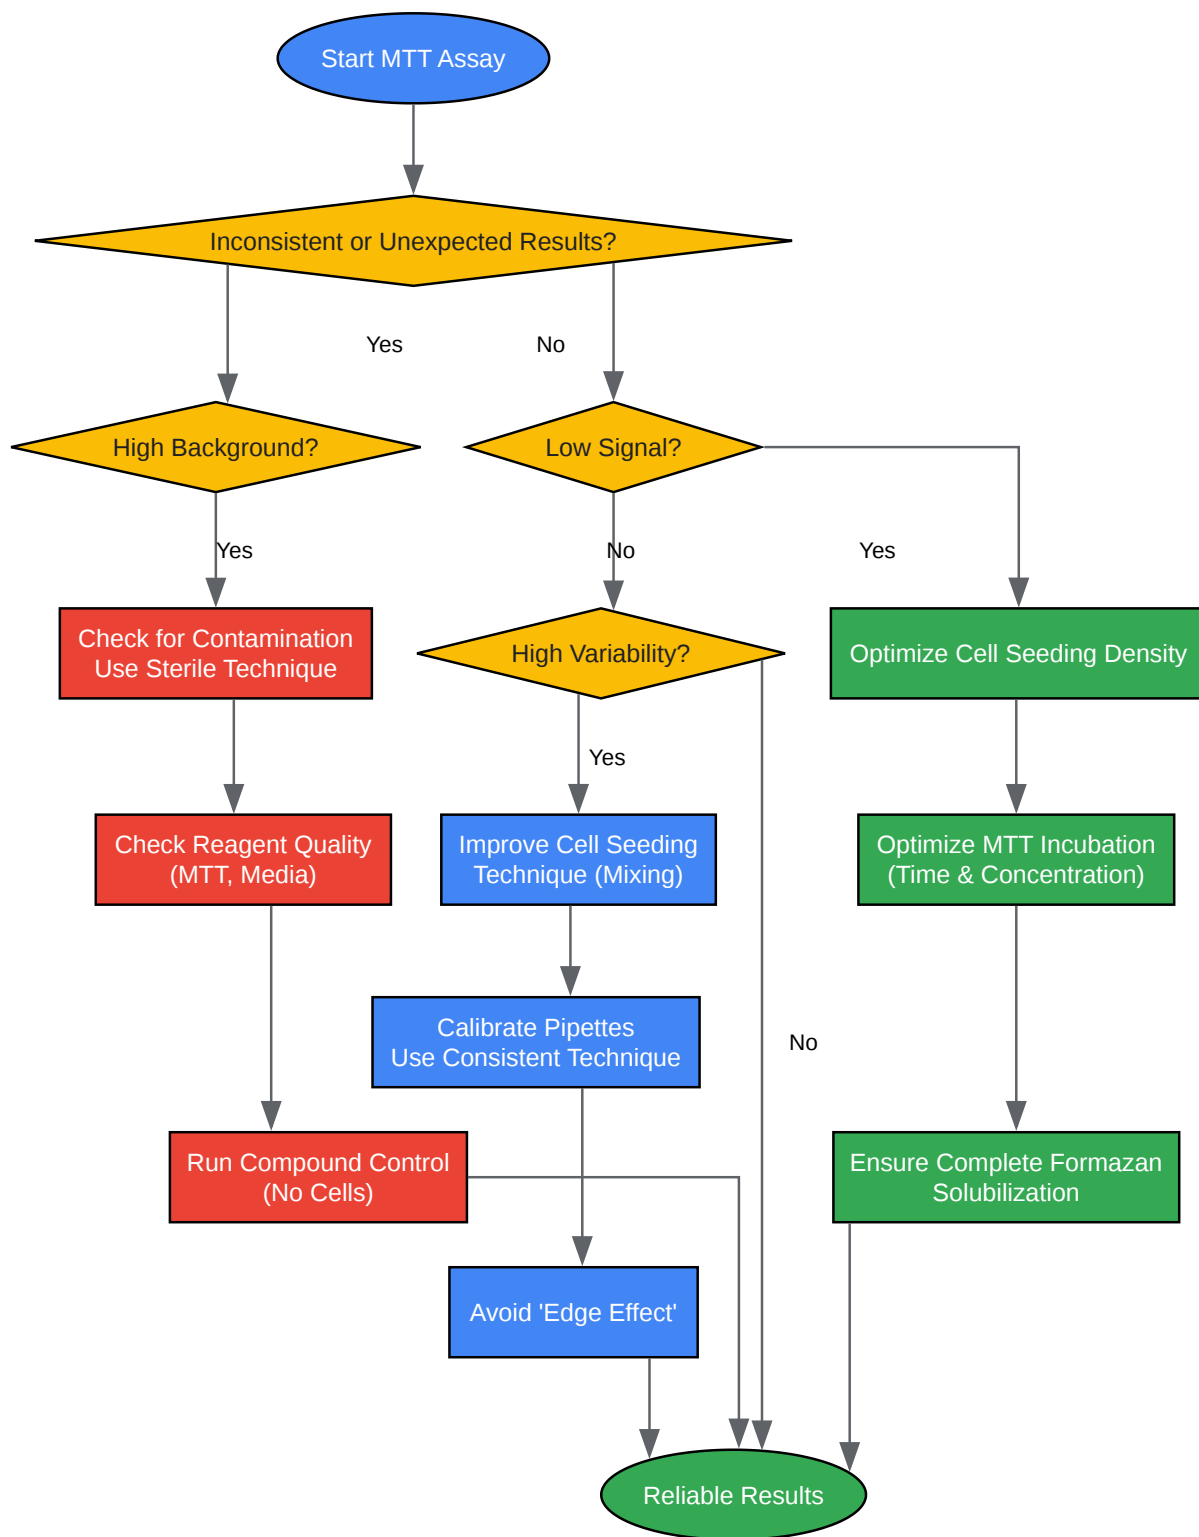 Start MTT Assay
Inconsistent or Unexpected Results?
Yes
No
High Background?
Low Signal?
Yes
No
Yes
Check for Contamination
Use Sterile Technique
High Variability?
Optimize Cell Seeding Density
Yes
Check Reagent Quality
(MTT, Media)
Improve Cell Seeding
Technique (Mixing)
Optimize MTT Incubation
(Time & Concentration)
Calibrate Pipettes
Use Consistent Technique
No
Run Compound Control
(No Cells)
Ensure Complete Formazan
Solubilization
Avoid 'Edge Effect'
Reliable Results